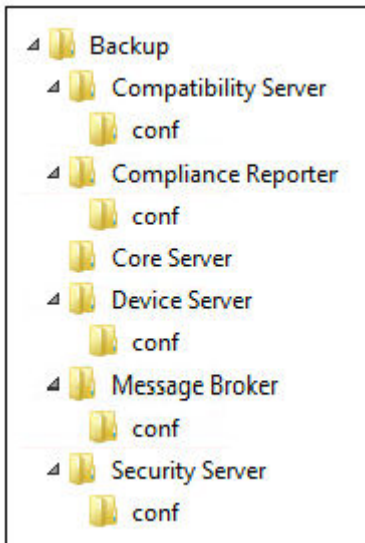 Backup
Compatibility Server
conf
Compliance Reporter
conf
Core Server
Device Server
conf
Message Broker
conf
Security Server
conf